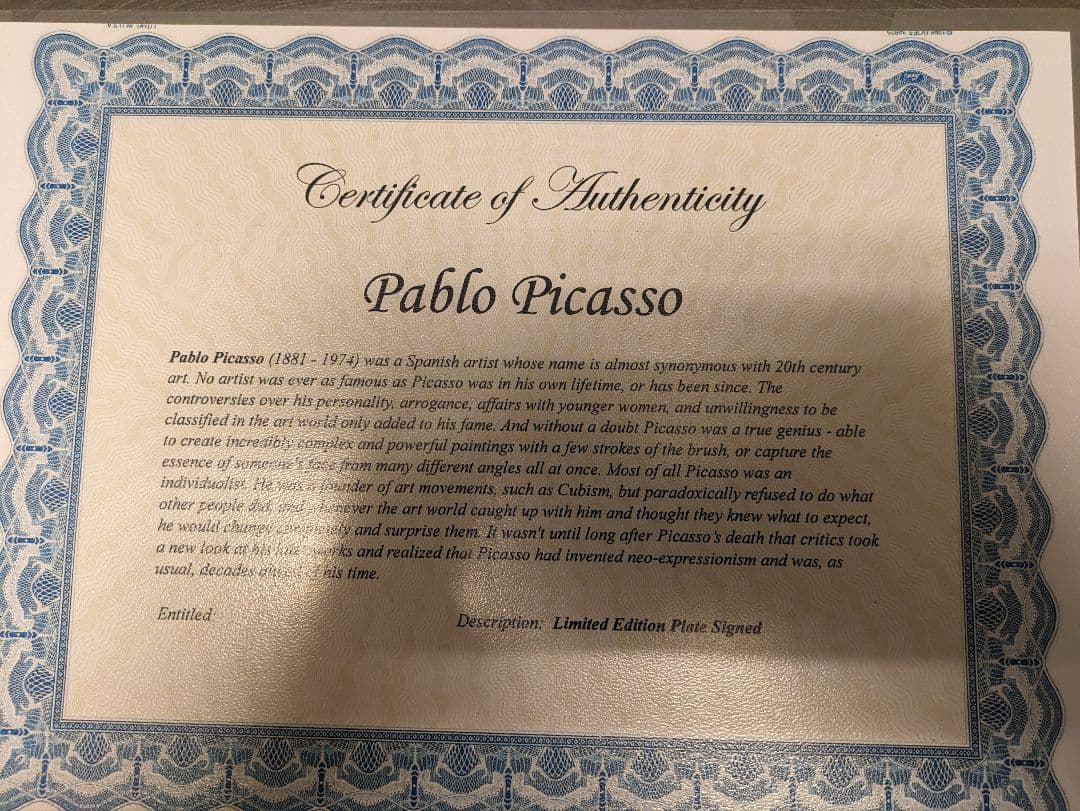 Certificate of Authenticity
Pablo Picasso
Pablo Picasso (1881 - 1974) was a Spanish artist whose name is almost synonymous with 20th century
art. No artist was ever as famous as Picasso was in his own lifetime, or has been since. The
controversies over his personality, arrogance, affairs with younger women, and unwillingness to be
classified in the art world only added to his fame. And without a doubt Picasso was a true genius - able
to create incredibly complex and powerful paintings with a few strokes of the brush, or capture the
essence of someone's face from many different angles all at once. Most of all Picasso was an
individualist. He was a founder of art movements, such as Cubism, but paradoxically refused to do what
other people did, and whenever the art world caught up with him and thought they knew what to expect,
he would change completely and surprise them. It wasn't until long after Picasso's death that critics took
a new look at his late works and realized that Picasso had invented neo-expressionism and was, as
usual, decades ahead of his time.
Entitled: Description: Limited Edition Plate Signed